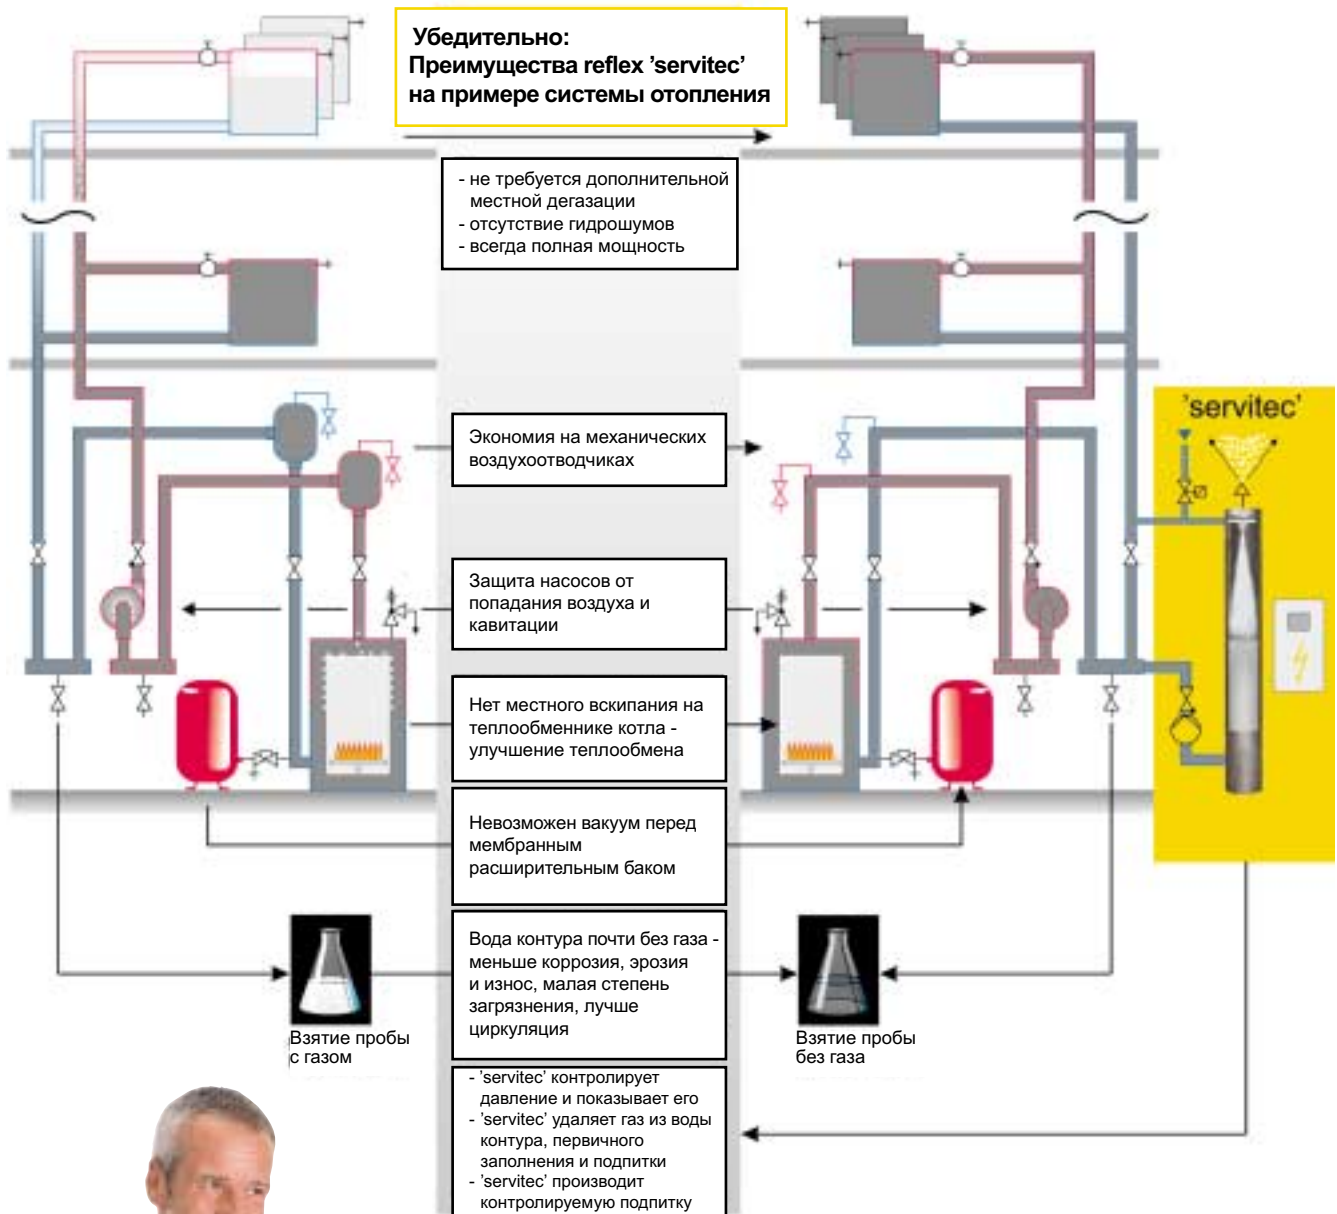 Убедительно:
Преимущества reflex 'servitec'
на примере системы отопления
- не требуется дополнительной
местной дегазации
- отсутствие гидрошумов
- всегда полная мощность
'servitec'
Экономия на механических
воздухоотводчиках
Защита насосов от
попадания воздуха и
кавитации
Нет местного вскипания на
теплообменнике котла -
улучшение теплообмена
Невозможен вакуум перед
мембранным
расширительным баком
Вода контура почти без газа -
меньше коррозия, эрозия
и износ, малая степень
загрязнения, лучше
циркуляция
Взятие пробы
с газом
Взятие пробы
без газа
- 'servitec' контролирует
давление и показывает его
- 'servitec' удаляет газ из воды
контура, первичного
заполнения и подпитки
- 'servitec' производит
контролируемую подпитку